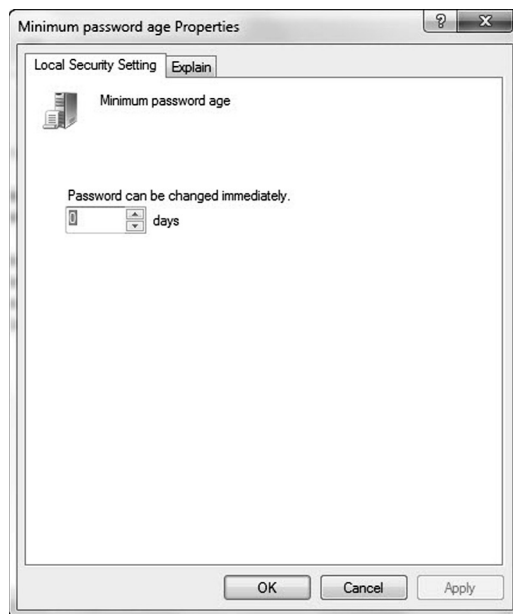 Minimum password age Properties
Local Security Setting
Explain
Minimum password age
Password can be changed immediately.
0 days
OK
Cancel
Apply